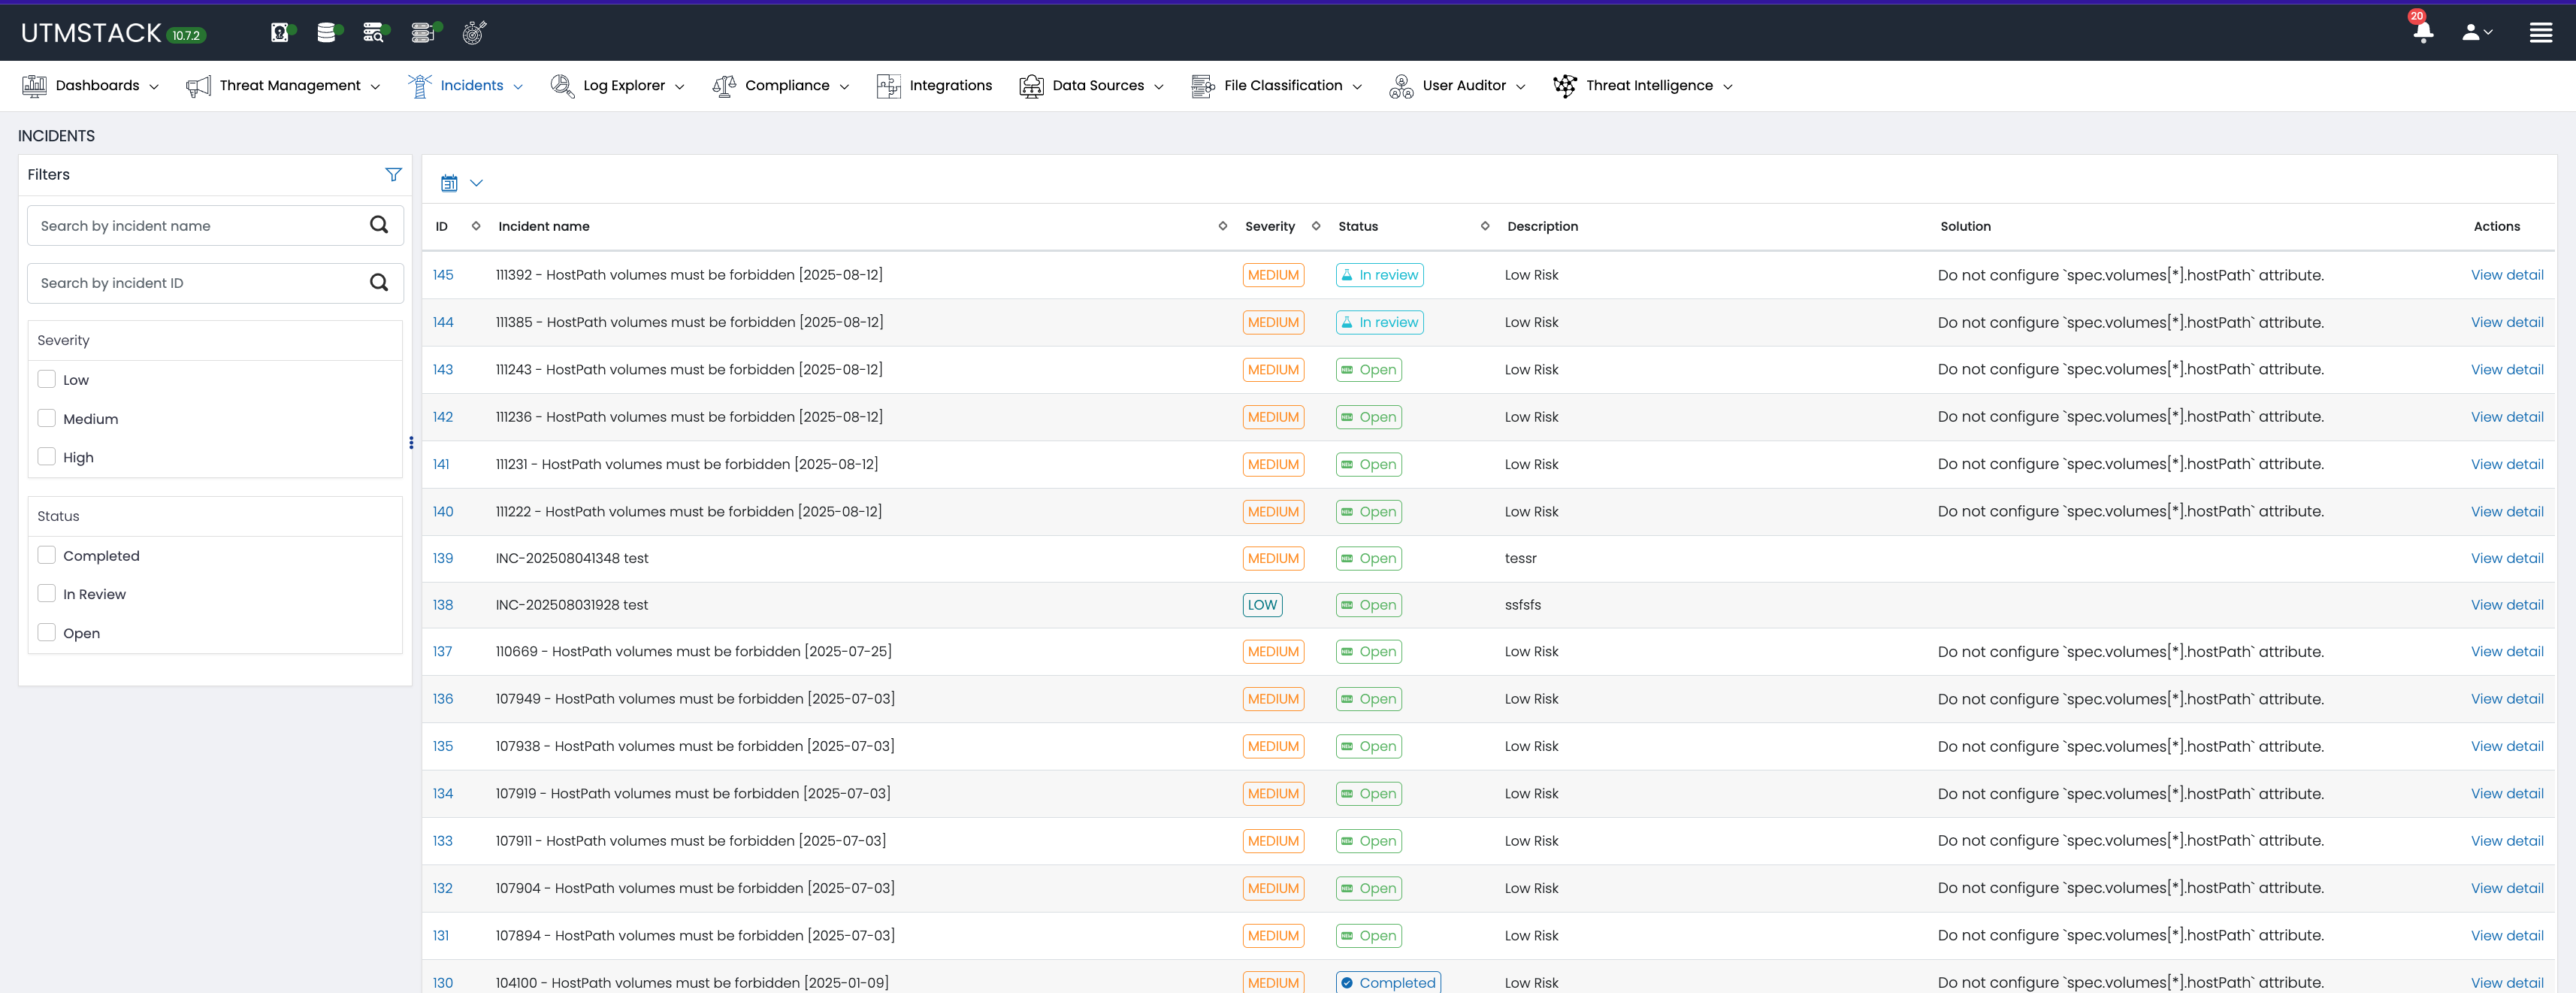 UTMSTACK 10.7.2
20
Dashboards Threat Management Incidents Log Explorer Compliance Integrations Data Sources File Classification User Auditor Threat Intelligence
INCIDENTS
Filters
Search by incident name
Search by incident ID
Severity
Low
Medium
High
Status
Completed
In Review
Open
31
ID Incident name Severity Status Description Solution Actions
145 111392 - HostPath volumes must be forbidden [2025-08-12] MEDIUM In review Low Risk Do not configure `spec.volumes[*].hostPath` attribute. View detail
144 111385 - HostPath volumes must be forbidden [2025-08-12] MEDIUM In review Low Risk Do not configure `spec.volumes[*].hostPath` attribute. View detail
143 111243 - HostPath volumes must be forbidden [2025-08-12] MEDIUM Open Low Risk Do not configure `spec.volumes[*].hostPath` attribute. View detail
142 111236 - HostPath volumes must be forbidden [2025-08-12] MEDIUM Open Low Risk Do not configure `spec.volumes[*].hostPath` attribute. View detail
141 111231 - HostPath volumes must be forbidden [2025-08-12] MEDIUM Open Low Risk Do not configure `spec.volumes[*].hostPath` attribute. View detail
140 111222 - HostPath volumes must be forbidden [2025-08-12] MEDIUM Open Low Risk Do not configure `spec.volumes[*].hostPath` attribute. View detail
139 INC-202508041348 test MEDIUM Open tessr View detail
138 INC-202508031928 test LOW Open ssfsfs View detail
137 110669 - HostPath volumes must be forbidden [2025-07-25] MEDIUM Open Low Risk Do not configure `spec.volumes[*].hostPath` attribute. View detail
136 107949 - HostPath volumes must be forbidden [2025-07-03] MEDIUM Open Low Risk Do not configure `spec.volumes[*].hostPath` attribute. View detail
135 107938 - HostPath volumes must be forbidden [2025-07-03] MEDIUM Open Low Risk Do not configure `spec.volumes[*].hostPath` attribute. View detail
134 107919 - HostPath volumes must be forbidden [2025-07-03] MEDIUM Open Low Risk Do not configure `spec.volumes[*].hostPath` attribute. View detail
133 107911 - HostPath volumes must be forbidden [2025-07-03] MEDIUM Open Low Risk Do not configure `spec.volumes[*].hostPath` attribute. View detail
132 107904 - HostPath volumes must be forbidden [2025-07-03] MEDIUM Open Low Risk Do not configure `spec.volumes[*].hostPath` attribute. View detail
131 107894 - HostPath volumes must be forbidden [2025-07-03] MEDIUM Open Low Risk Do not configure `spec.volumes[*].hostPath` attribute. View detail
130 104100 - HostPath volumes must be forbidden [2025-01-09] MEDIUM Completed Low Risk Do not configure `spec.volumes[*].hostPath` attribute. View detail